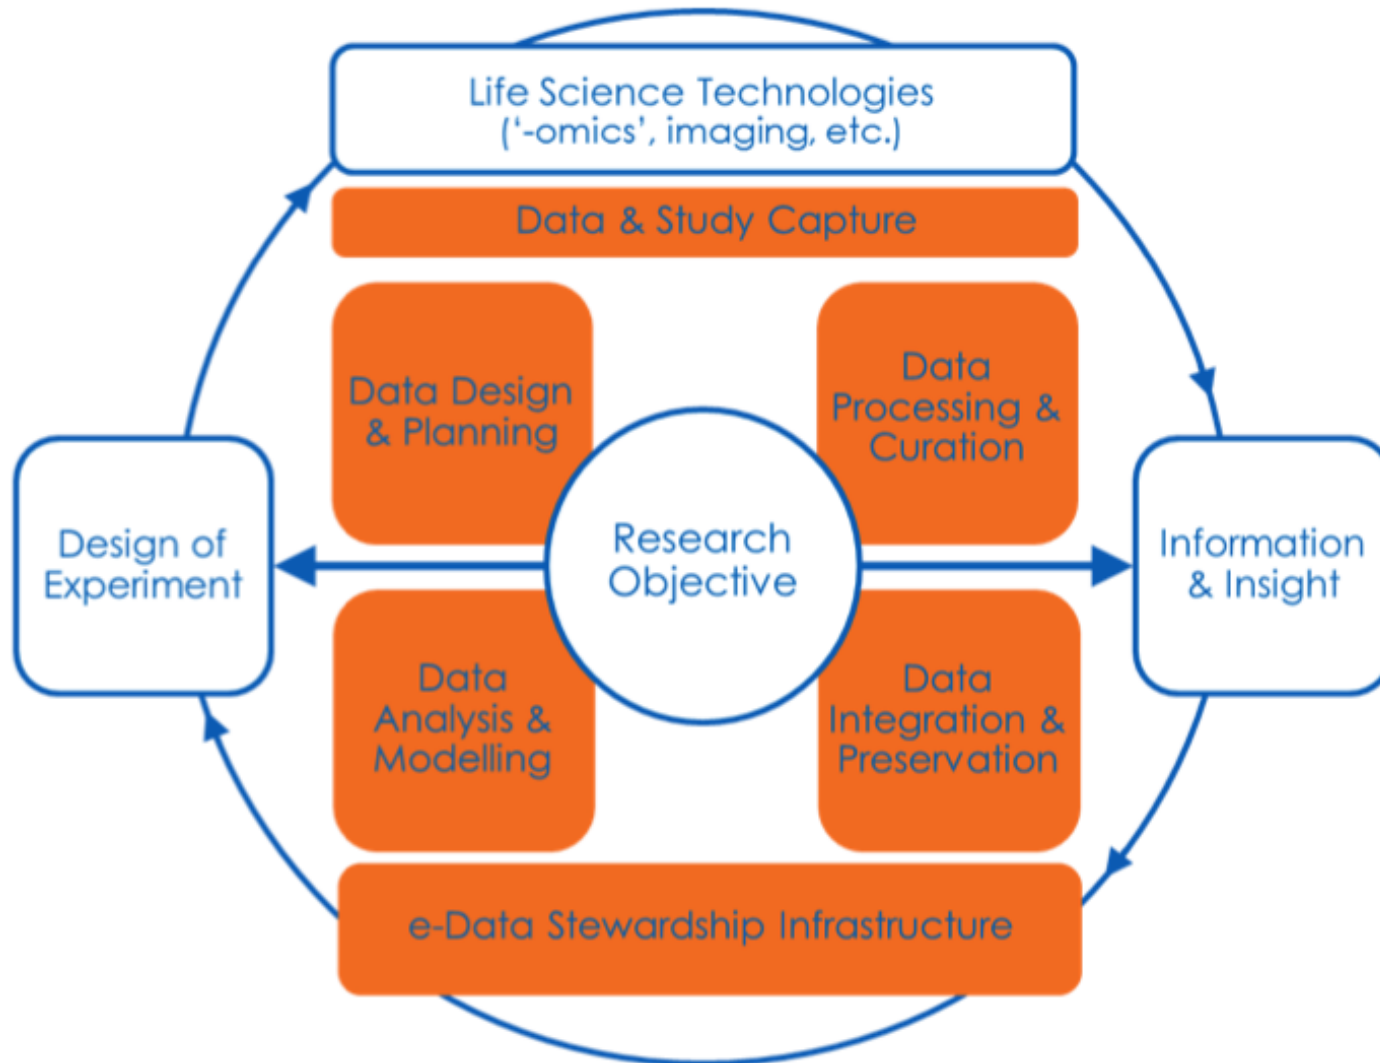 Life Science Technologies
(‘-omics’, imaging, etc.)
Data & Study Capture
Data Design
& Planning
Data
Processing &
Curation
Design of
Experiment
Research
Objective
Information
& Insight
Data
Analysis &
Modelling
Data
Integration &
Preservation
e-Data Stewardship Infrastructure